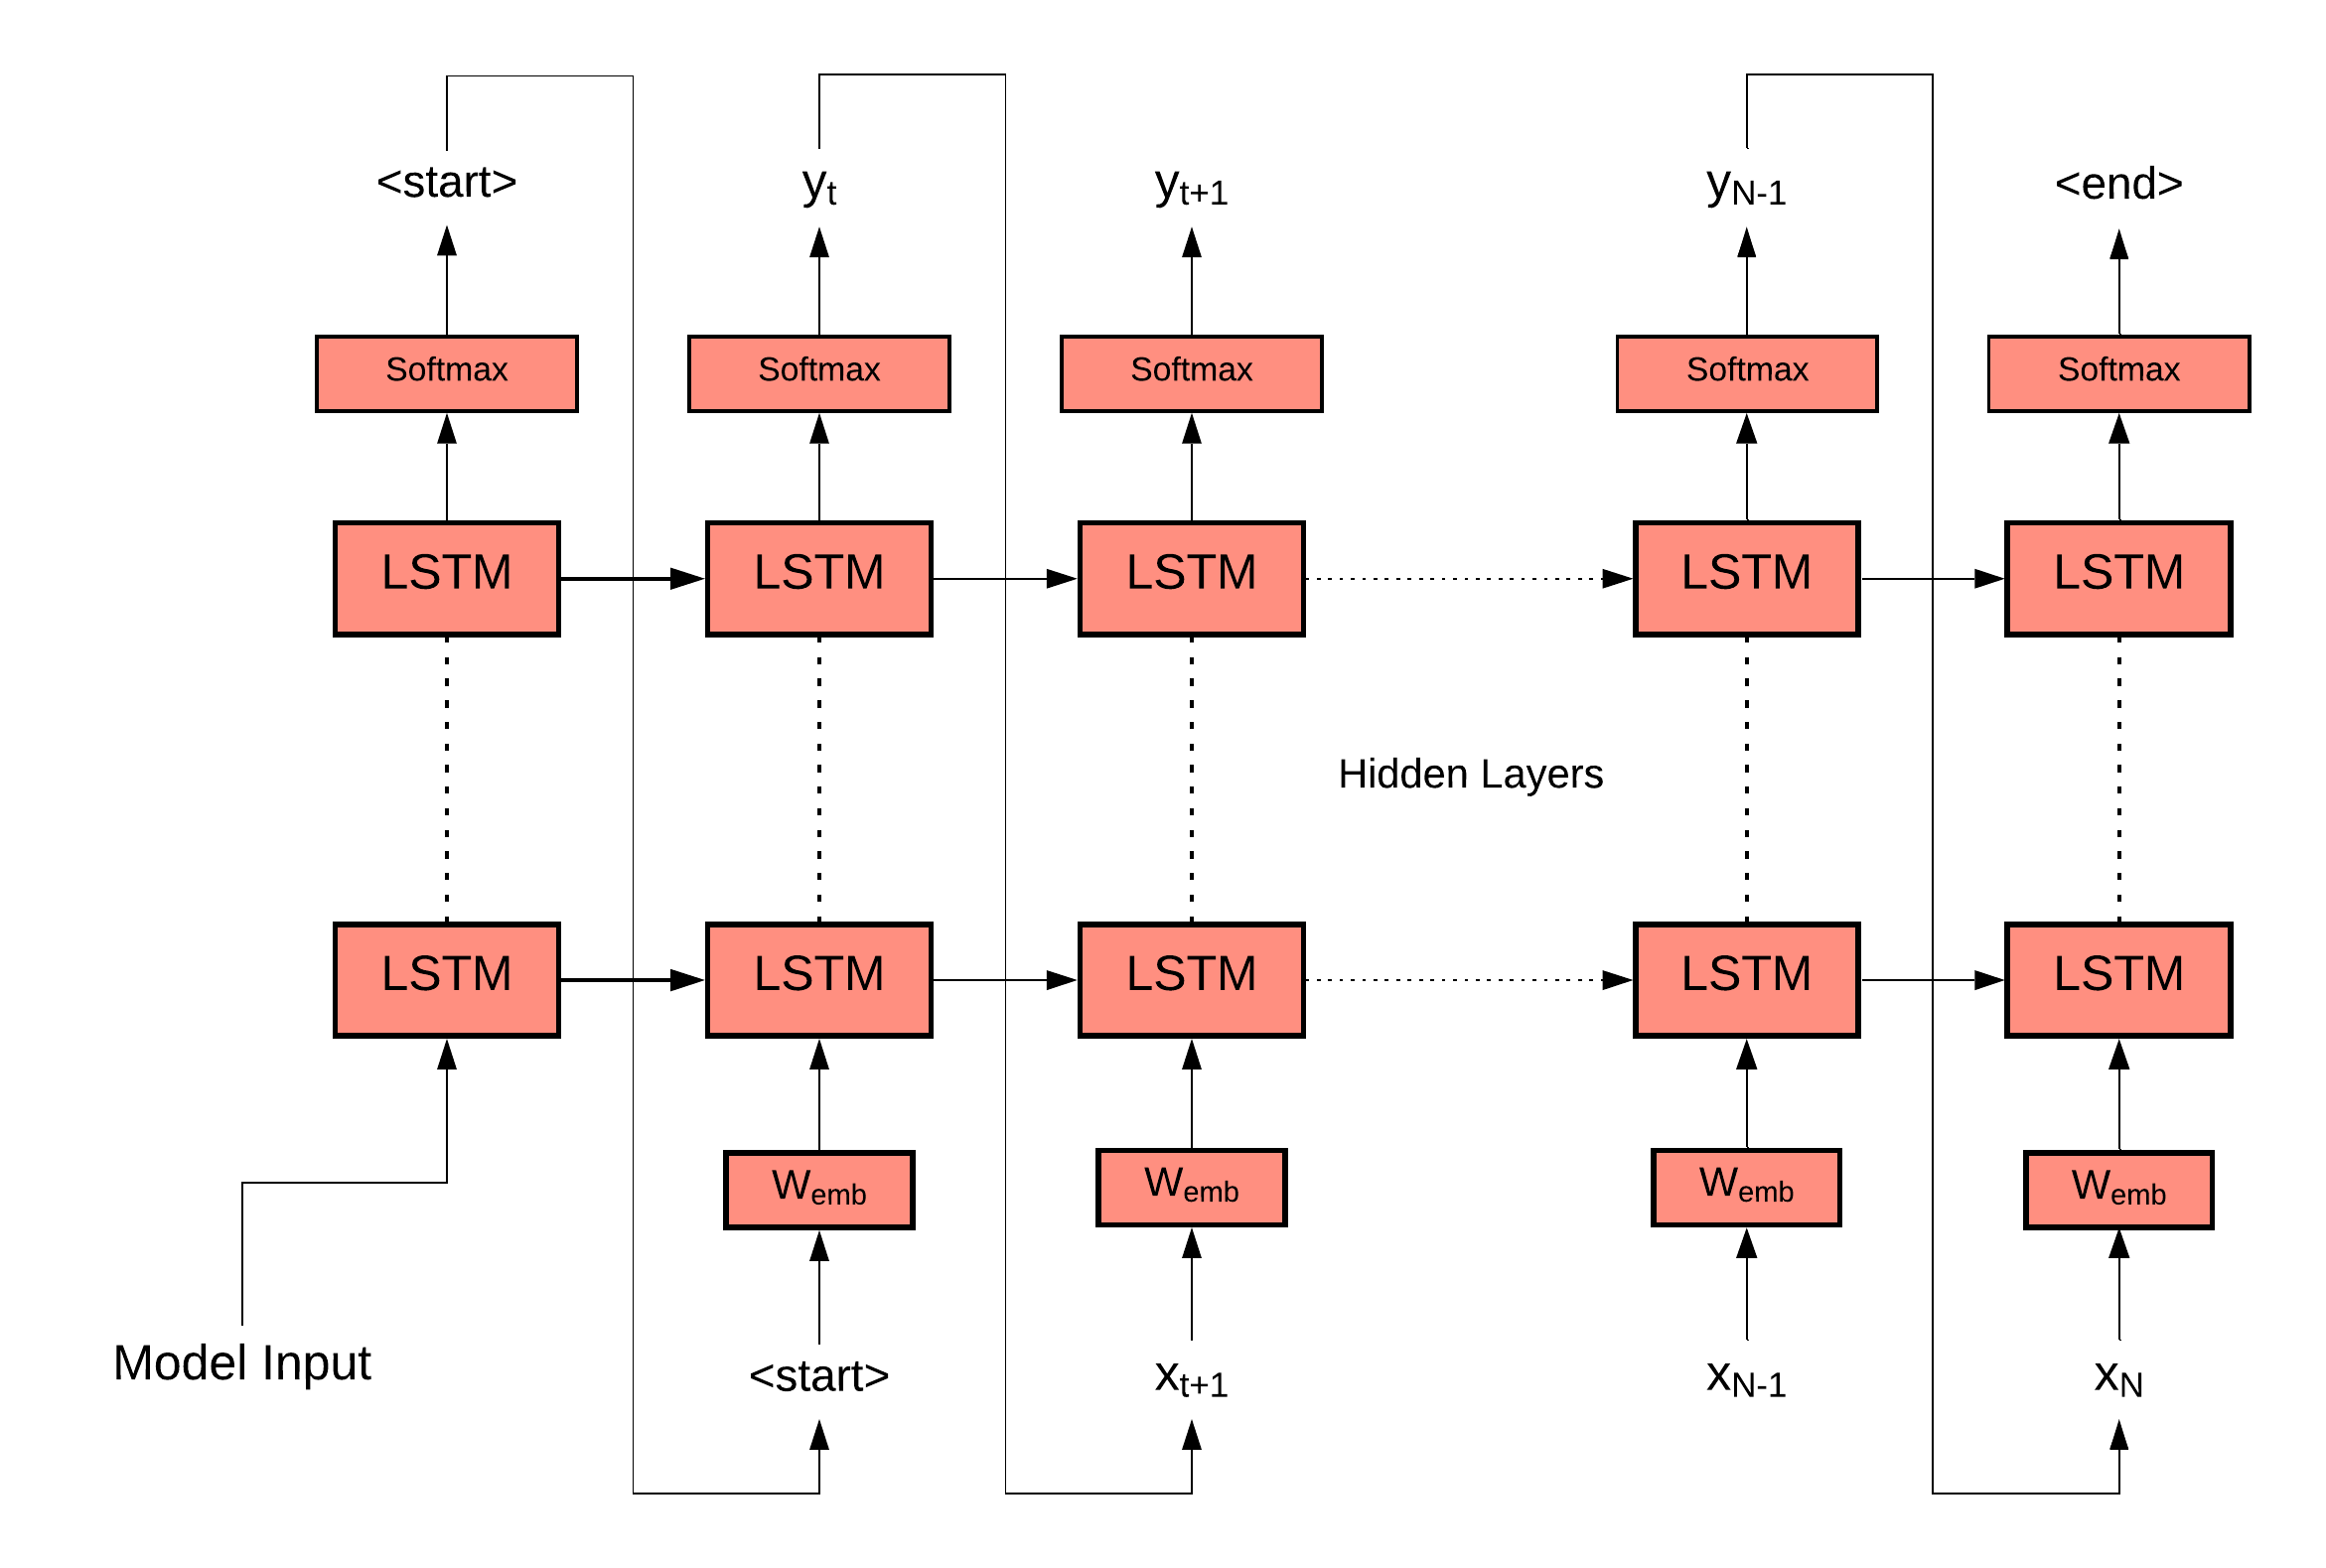 <start> y_t y_{t+1} y_{N-1} <end>
Softmax Softmax Softmax Softmax Softmax
LSTM LSTM LSTM LSTM LSTM
Hidden Layers
LSTM LSTM LSTM LSTM LSTM
W_{emb} W_{emb} W_{emb} W_{emb}
Model Input <start> x_{t+1} x_{N-1} x_N